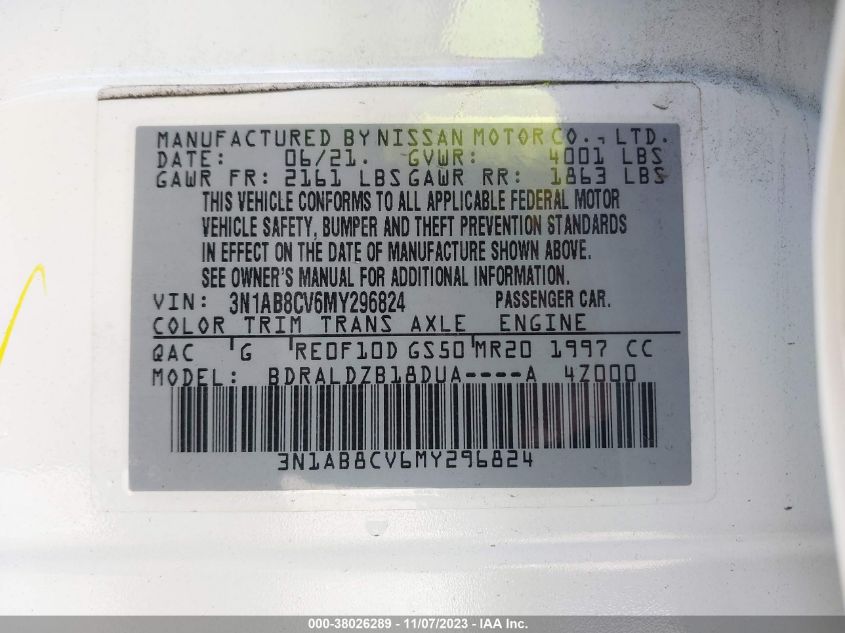 MANUFACTURED BY NISSAN MOTOR CO., LTD.
DATE: 06/21. GVWR: 4001 LBS
GAWR FR: 2161 LBS GAWR RR: 1863 LBS
THIS VEHICLE CONFORMS TO ALL APPLICABLE FEDERAL MOTOR
VEHICLE SAFETY, BUMPER AND THEFT PREVENTION STANDARDS
IN EFFECT ON THE DATE OF MANUFACTURE SHOWN ABOVE.
SEE OWNER'S MANUAL FOR ADDITIONAL INFORMATION.
VIN: 3N1AB8CV6MY296824 PASSENGER CAR.
COLOR TRIM TRANS AXLE ENGINE
QAC G RE0F10D GS50 MR20 1997 CC
MODEL: BDRALDZB18DUA----A 4Z000
3N1AB8CV6MY296824
000-38026289 - 11/07/2023 - IAA Inc.